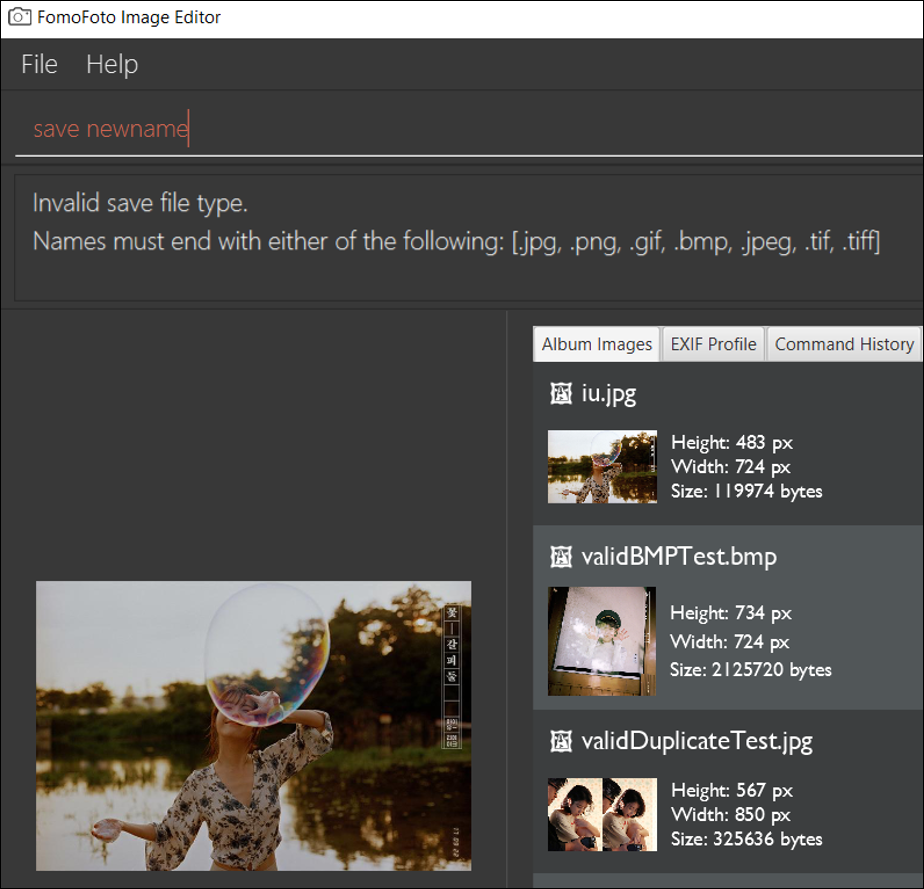 FomoFoto Image Editor
File Help
save newname
Invalid save file type.
Names must end with either of the following: [.jpg, .png, .gif, .bmp, .jpeg, .tif, .tiff]
Album Images EXIF Profile Command History
iu.jpg
Height: 483 px
Width: 724 px
Size: 119974 bytes
validBMPTest.bmp
Height: 734 px
Width: 724 px
Size: 2125720 bytes
validDuplicateTest.jpg
Height: 567 px
Width: 850 px
Size: 325636 bytes
꽃
갈
피
둘
17 09 22